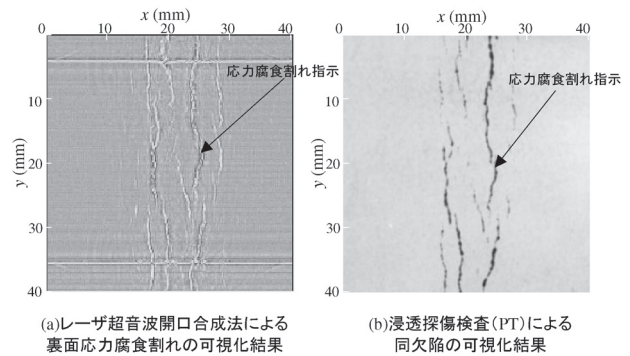 x (mm)
0 10 20 30 40
応力腐食割れ指示
10
20
30
40
y (mm)
(a)レーザ超音波開口合成法による
裏面応力腐食割れの可視化結果
x (mm)
0 10 20 30 40
応力腐食割れ指示
10
20
30
40
y (mm)
(b)浸透探傷検査(PT)による
同欠陥の可視化結果